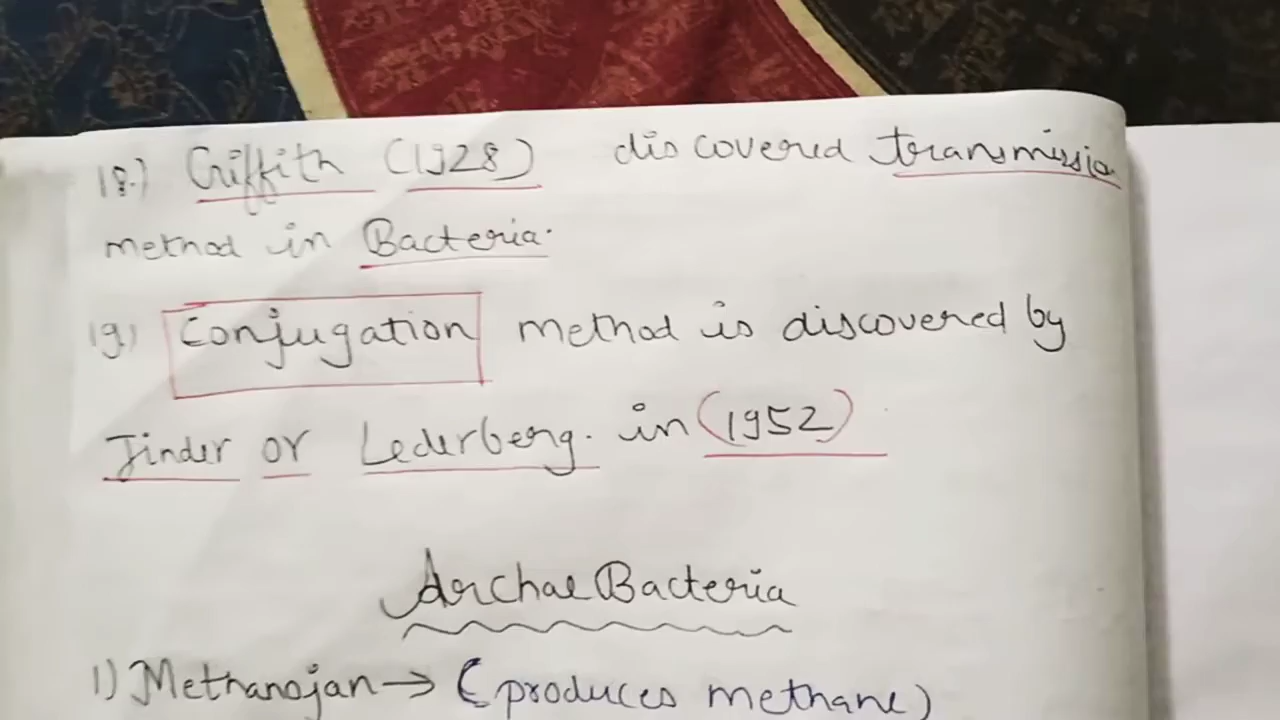 18.) Griffith (1928) discovered transmission
method in Bacteria.
19) Conjugation method is discovered by
Jinder or Lederberg. in (1952)
ArchaeBacteria
1) Methanojan → (produces methane)